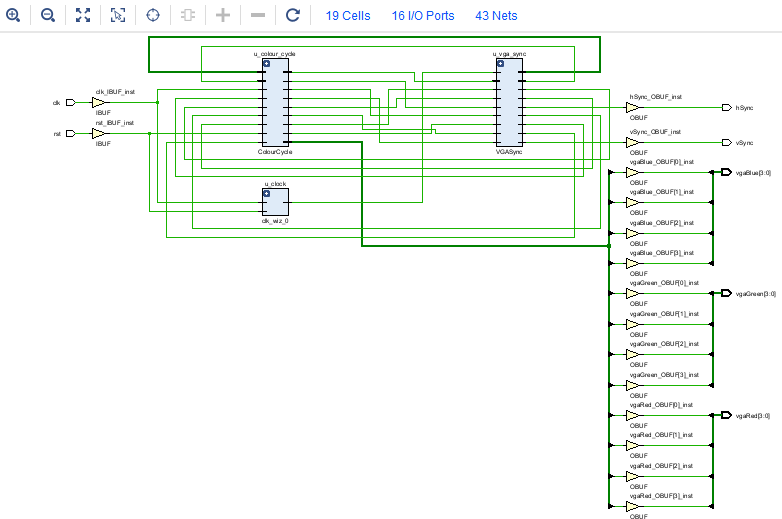 19 Cells 16 I/O Ports 43 Nets
u_colour_cycle
u_vga_sync
clk_IBUF_inst
clk
IBUF
rst_IBUF_inst
rst
IBUF
ColourCycle
VGASync
u_clock
clk_wiz_0
hSync_OBUF_inst
hSync
OBUF
vSync_OBUF_inst
vSync
OBUF
vgaBlue_OBUF[0]_inst
vgaBlue[3:0]
OBUF
vgaBlue_OBUF[1]_inst
OBUF
vgaBlue_OBUF[2]_inst
OBUF
vgaBlue_OBUF[3]_inst
OBUF
vgaGreen_OBUF[0]_inst
vgaGreen[3:0]
OBUF
vgaGreen_OBUF[1]_inst
OBUF
vgaGreen_OBUF[2]_inst
OBUF
vgaGreen_OBUF[3]_inst
OBUF
vgaRed_OBUF[0]_inst
vgaRed[3:0]
OBUF
vgaRed_OBUF[1]_inst
OBUF
vgaRed_OBUF[2]_inst
OBUF
vgaRed_OBUF[3]_inst
OBUF